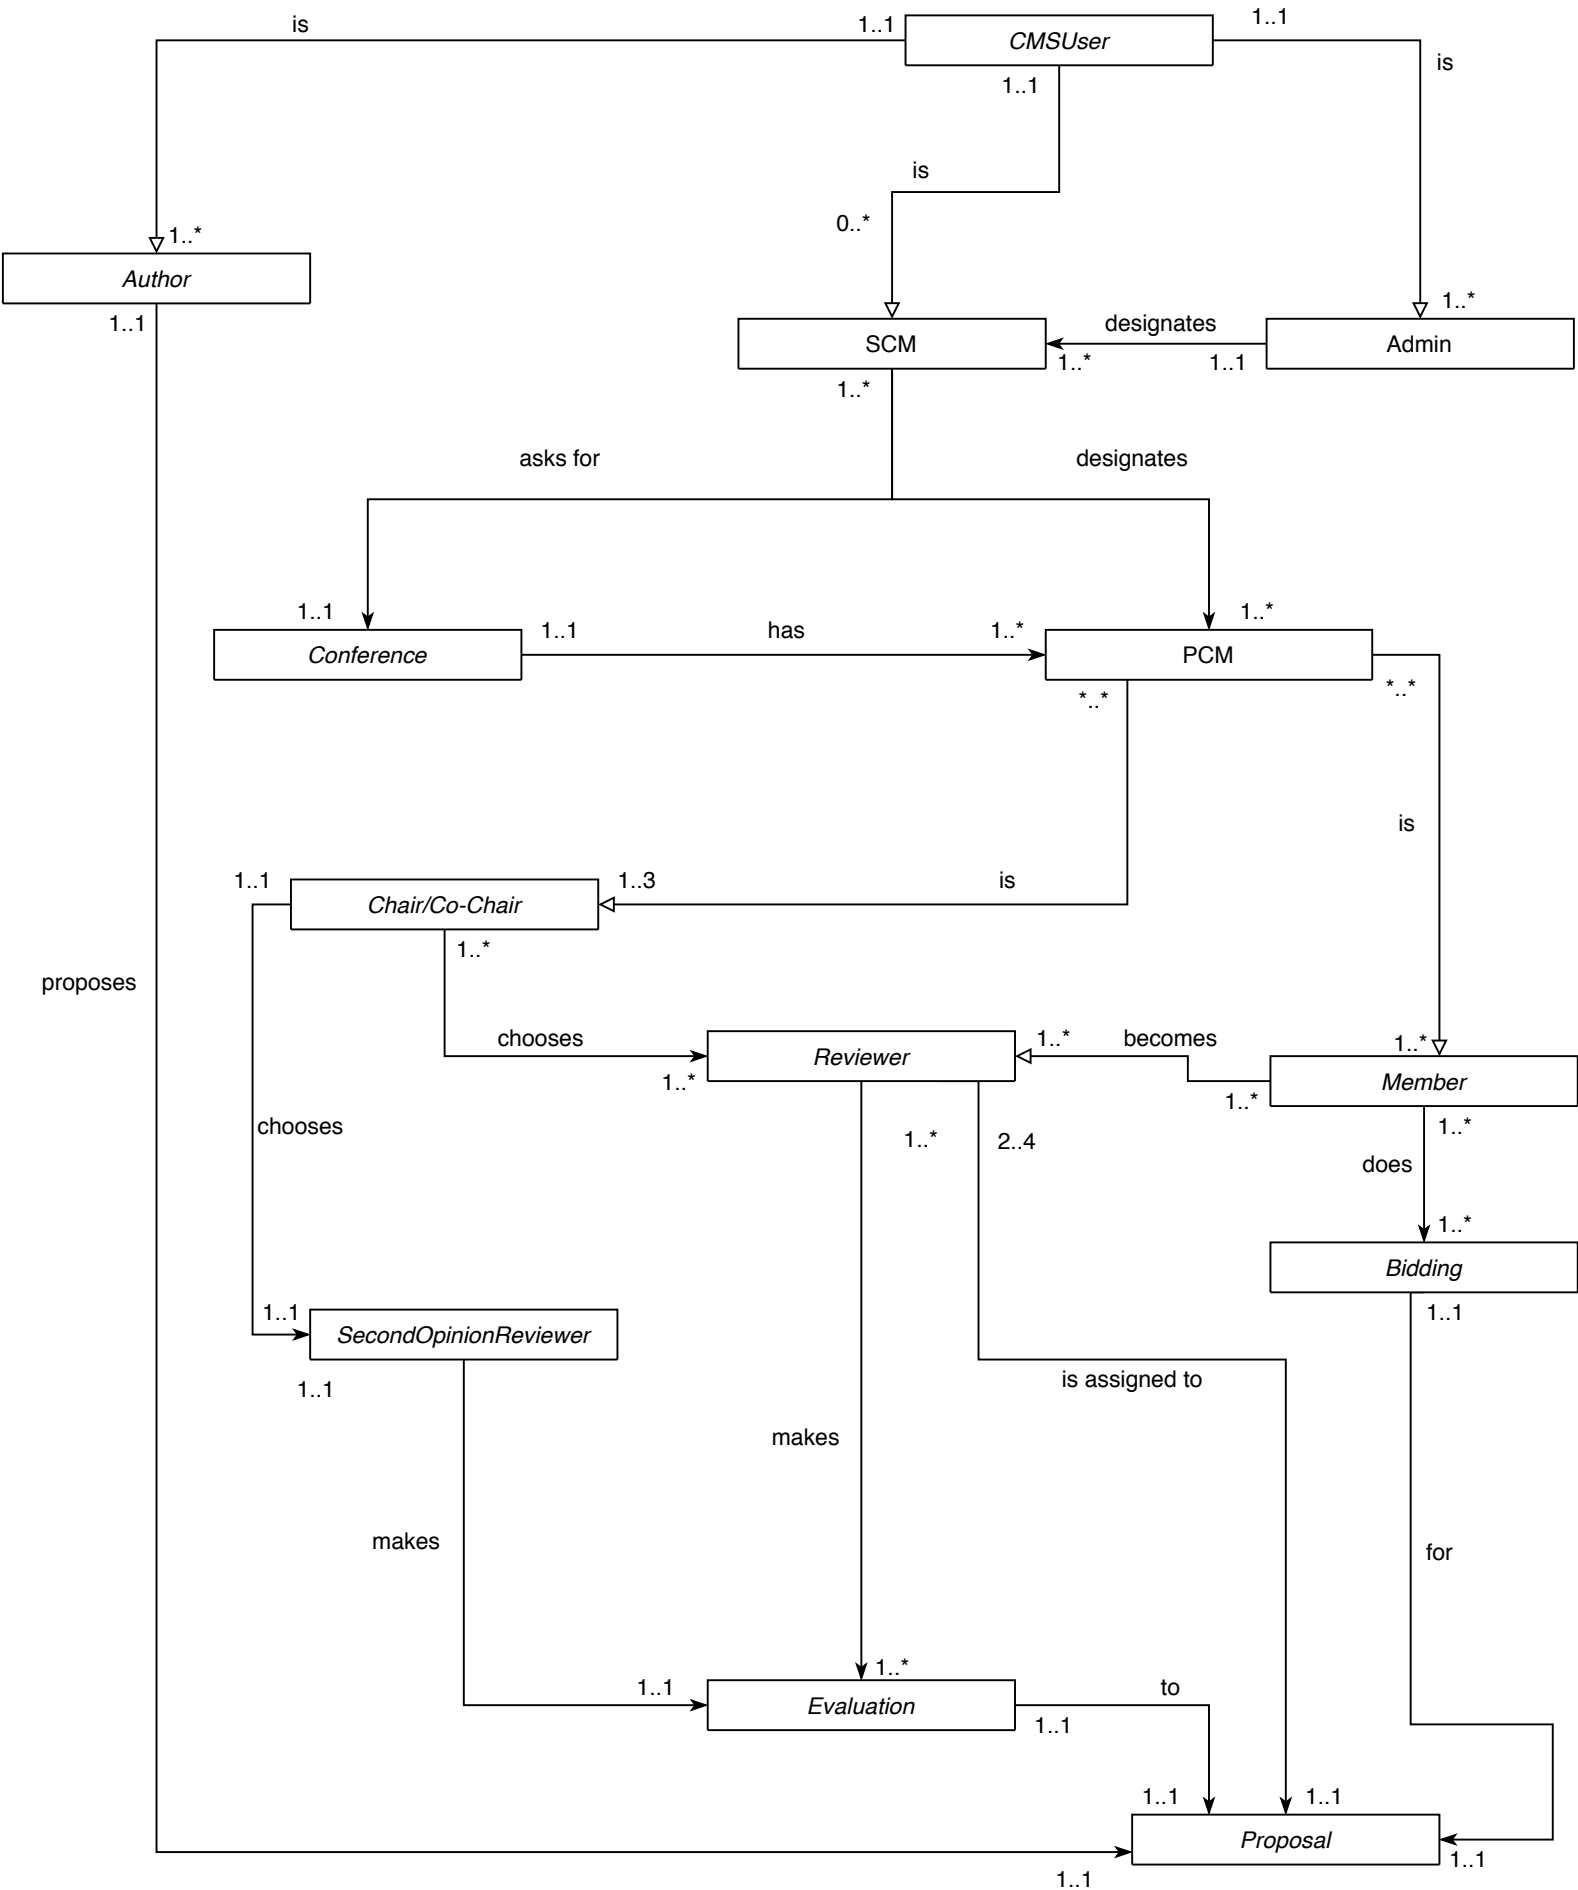 is
1..1
CMSUser
1..1
is
1..1
is
0..*
1..*
Author
1..1
1..*
SCM
designates
1..*
1..1
Admin
1..*
asks for
designates
1..1
1..*
Conference
1..1
has
1..*
PCM
*..*
*..*
is
1..1
Chair/Co-Chair
1..3
is
1..*
proposes
chooses
1..*
Reviewer
1..*
becomes
1..*
1..*
Member
1..*
chooses
1..*
2..4
does
1..*
Bidding
1..1
1..1
SecondOpinionReviewer
1..1
is assigned to
makes
makes
for
1..1
1..*
Evaluation
to
1..1
1..1
1..1
Proposal
1..1
1..1